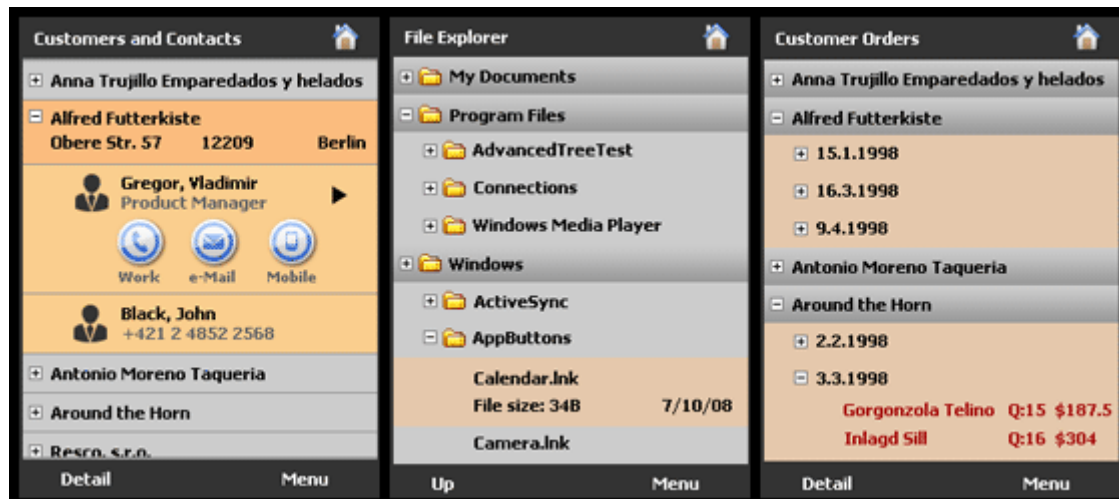 Customers and Contacts
Anna Trujillo Emparedados y helados
Alfred Futterkiste
Obere Str. 57 12209 Berlin
Gregor, Vladimir
Product Manager
Work e-Mail Mobile
Black, John
+421 2 4852 2568
Antonio Moreno Taqueria
Around the Horn
Resco, s.r.o.
Detail Menu
File Explorer
My Documents
Program Files
AdvancedTreeTest
Connections
Windows Media Player
Windows
ActiveSync
AppButtons
Calendar.lnk
File size: 34B 7/10/08
Camera.lnk
Up Menu
Customer Orders
Anna Trujillo Emparedados y helados
Alfred Futterkiste
15.1.1998
16.3.1998
9.4.1998
Antonio Moreno Taqueria
Around the Horn
2.2.1998
3.3.1998
Gorgonzola Telino Q:15 $187.5
Inlagd Sill Q:16 $304
Detail Menu